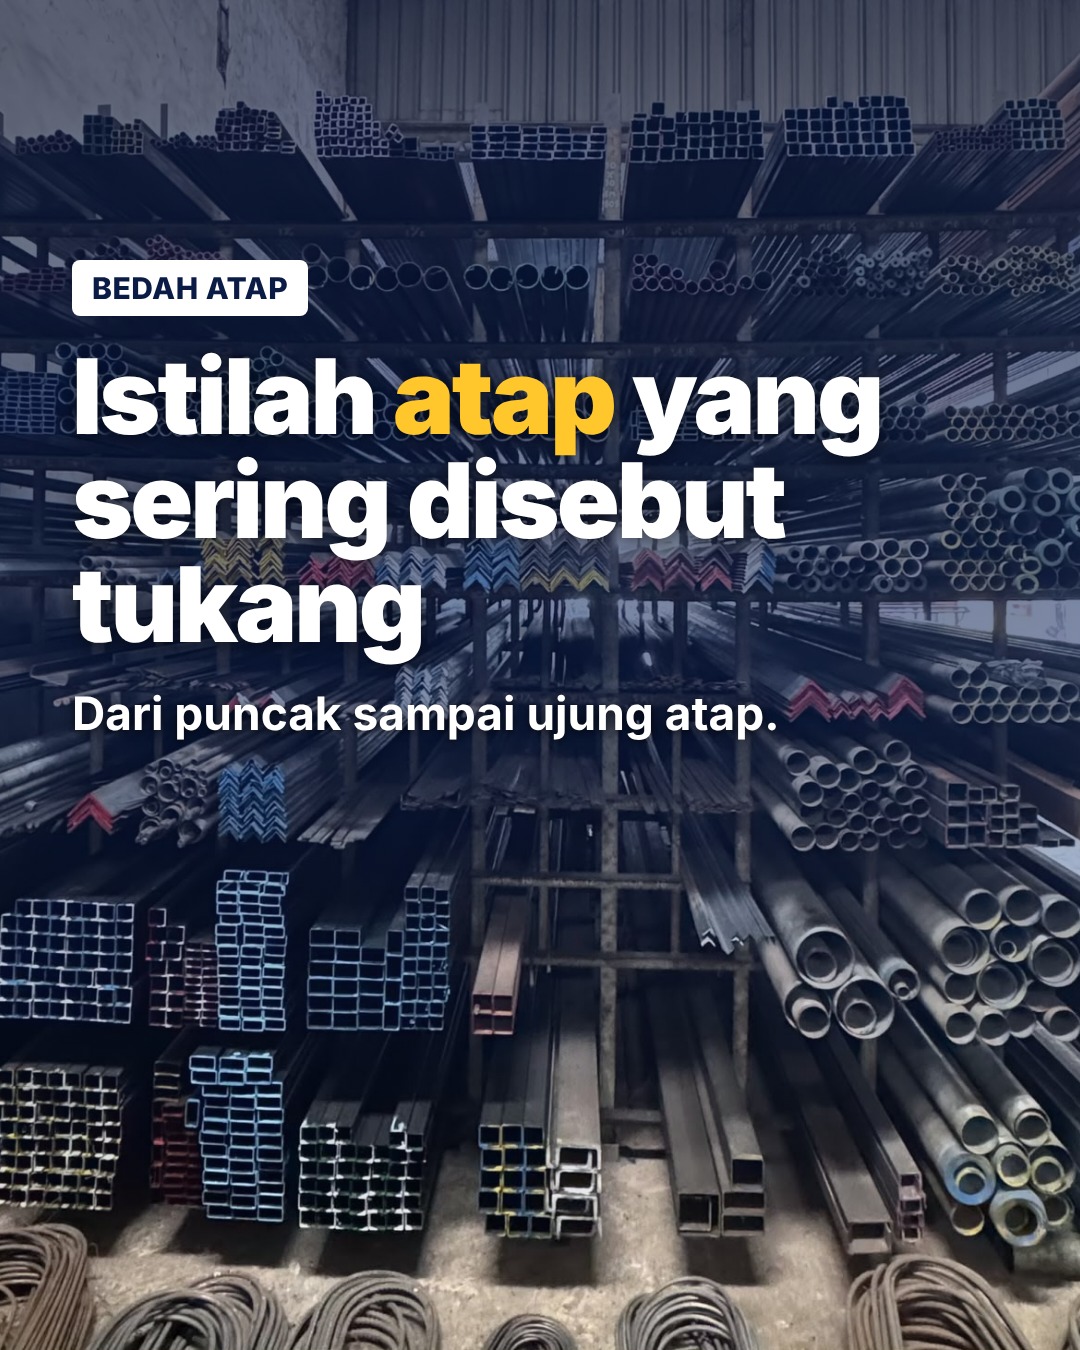 BEDAH ATAP
Istilah atap yang
sering disebut
tukang
Dari puncak sampai ujung atap.